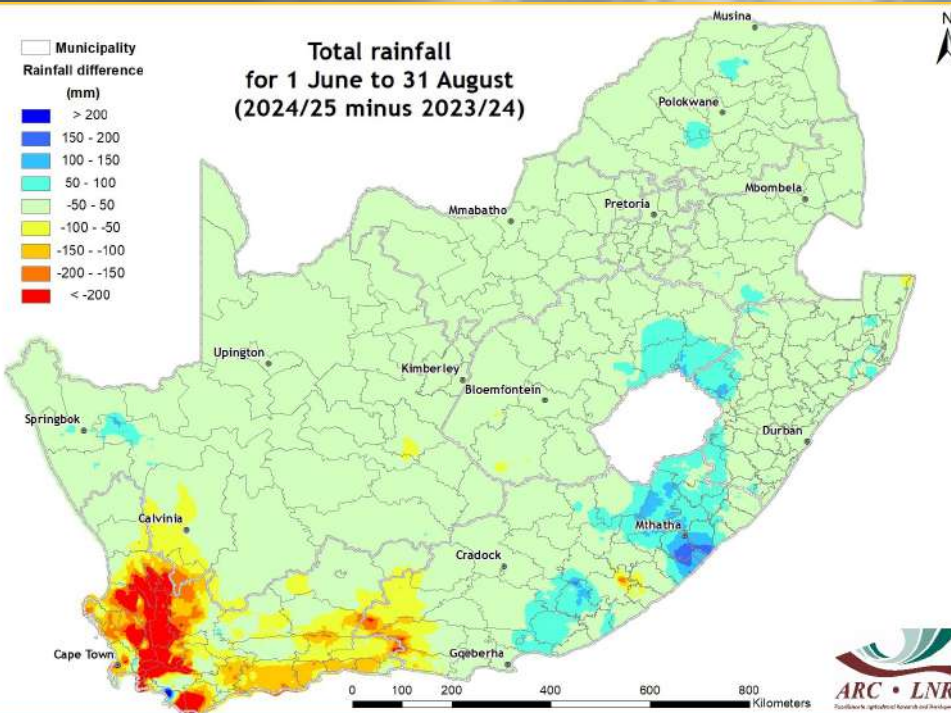 Total rainfall
for 1 June to 31 August
(2024/25 minus 2023/24)
Municipality
Rainfall difference
(mm)
> 200
150 - 200
100 - 150
50 - 100
-50 - 50
-100 - -50
-150 - -100
-200 - -150
< -200
N
Musina
Polokwane
Mbombela
Pretoria
Mmabatho
Upington
Kimberley
Bloemfontein
Springbok
Durban
Calvinia
Mthatha
Cradock
Cape Town
Gqeberha
0 100 200 400 600 800
Kilometers
ARC • LNR